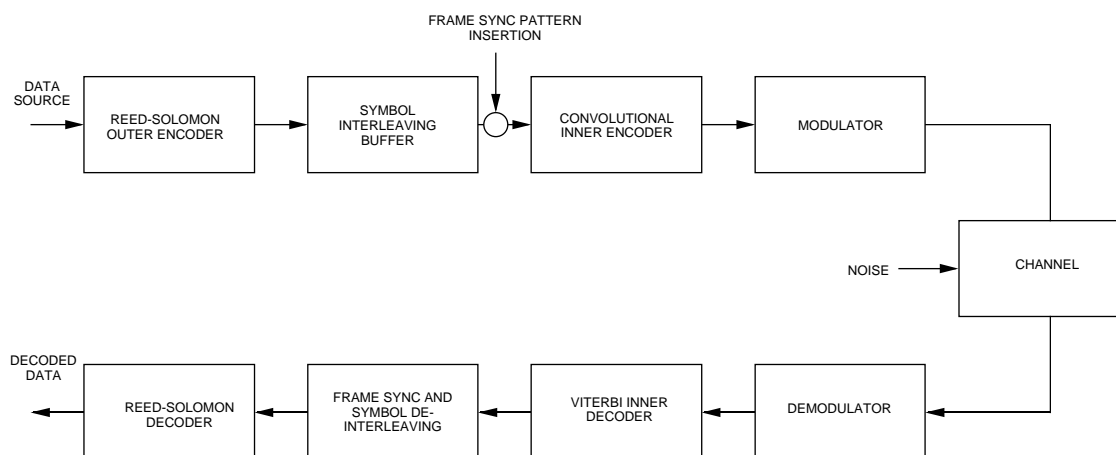 FRAME SYNC PATTERN
INSERTION
DATA
SOURCE
REED-SOLOMON
OUTER ENCODER
SYMBOL
INTERLEAVING
BUFFER
CONVOLUTIONAL
INNER ENCODER
MODULATOR
NOISE
CHANNEL
DECODED
DATA
REED-SOLOMON
DECODER
FRAME SYNC AND
SYMBOL DE-
INTERLEAVING
VITERBI INNER
DECODER
DEMODULATOR